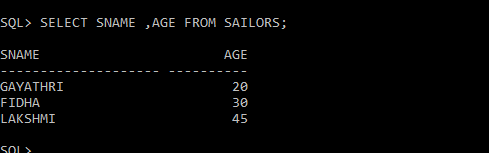 SQL> SELECT SNAME ,AGE FROM SAILORS;
SNAME                       AGE
-------------------- ----------
GAYATHRI                     20
FIDHA                        30
LAKSHMI                      45
SQL>